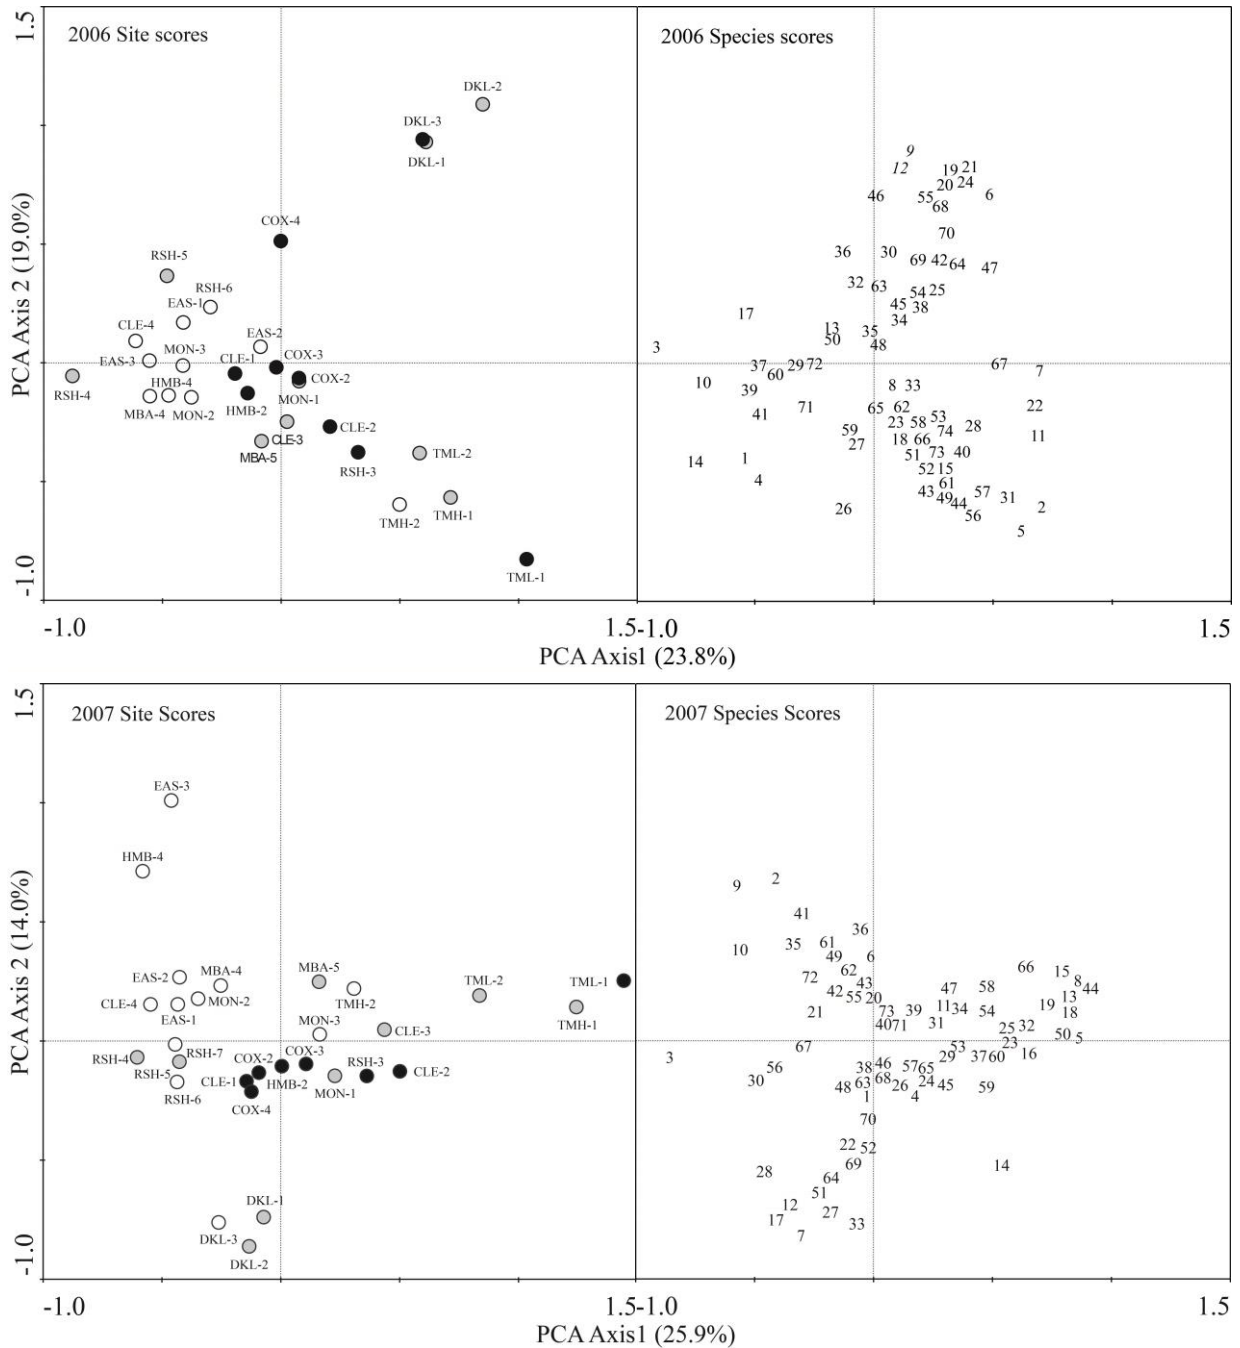 1.5
2006 Site scores
2006 Species scores
DKL-2
DKL-3
DKL-1
COX-4
RSH-5
RSH-6
EAS-1
CLE-4
EAS-2
MON-3
EAS-3
CLE-1
COX-3
COX-2
RSH-4
HMB-4
MON-1
MBA-4
MON-2
HMB-2
CLE-2
CLE-3
MBA-5
RSH-3
TML-2
TMH-2
TMH-1
TML-1
9
12
19 21
20 24
46 55 6
68
70
36 30
69 42 64 47
32 63
54 25
17 45 38
34
13 35
50 48
3
37 29 72 67 7
60
10 39 8 33
41 71 65 62 22
23 58 53
59 74 28 11
37 18 66
51 73 40
14 1
52 15
4 61
43 49 57 31
44
26 56 2
5
PCA Axis 2 (19.0%)
-1.0
-1.0
1.5
-1.0
1.5
PCA Axis1 (23.8%)
1.5
2007 Site Scores
2007 Species Scores
EAS-3
HMB-4
EAS-2
MBA-4
MBA-5
TML-2
TML-1
CLE-4
MON-2
TMH-2
EAS-1
MON-3
TMH-1
CLE-3
RSH-4
RSH-7
COX-2
COX-3
RSH-3
RSH-5
CLE-1
HMB-2
CLE-2
RSH-6
MON-1
COX-4
DKL-1
DKL-3
DKL-2
9 2
41
36
35 61
10 49 6
62 66 15
72 43 8
42 47 58 44
55 20 13
21 73 39 11 34 54 19 18
40 71 31
25 32
50 5
67 53 23
3 29 37 60 16
56 38 46 57 65
30 63 68 24
48 26 45 59
1 4
70
22 52
69 14
28 64
51
12 27
17 33
7
PCA Axis 2 (14.0%)
-1.0
-1.0
1.5
-1.0
1.5
PCA Axis1 (25.9%)